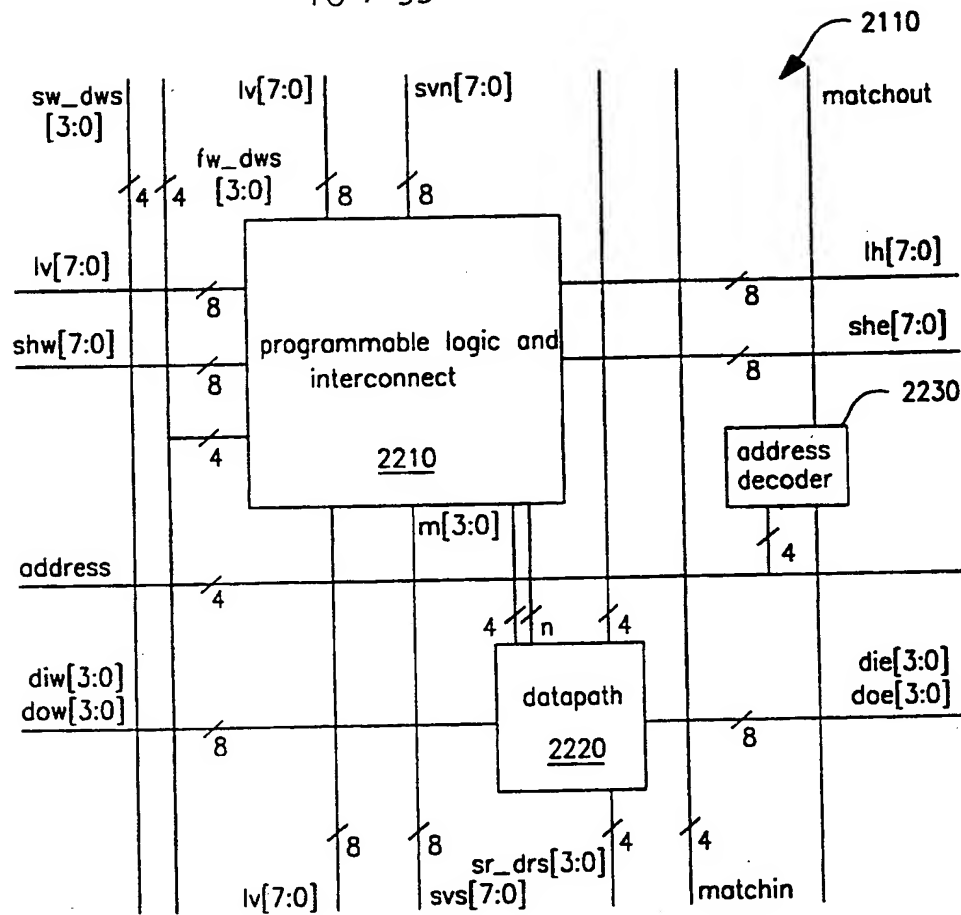 2110
sw_dws
[3:0]
lv[7:0]
svn[7:0]
matchout
fw_dws
[3:0]
4
4
8
8
lv[7:0]
8
lh[7:0]
8
shw[7:0]
8
programmable logic and
interconnect
she[7:0]
8
2230
4
2210
address
decoder
m[3:0]
4
address
4
4
n
4
diw[3:0]
dow[3:0]
8
datapath
2220
die[3:0]
doe[3:0]
8
8
8
sr_drs[3:0]
4
4
lv[7:0]
svs[7:0]
matchin